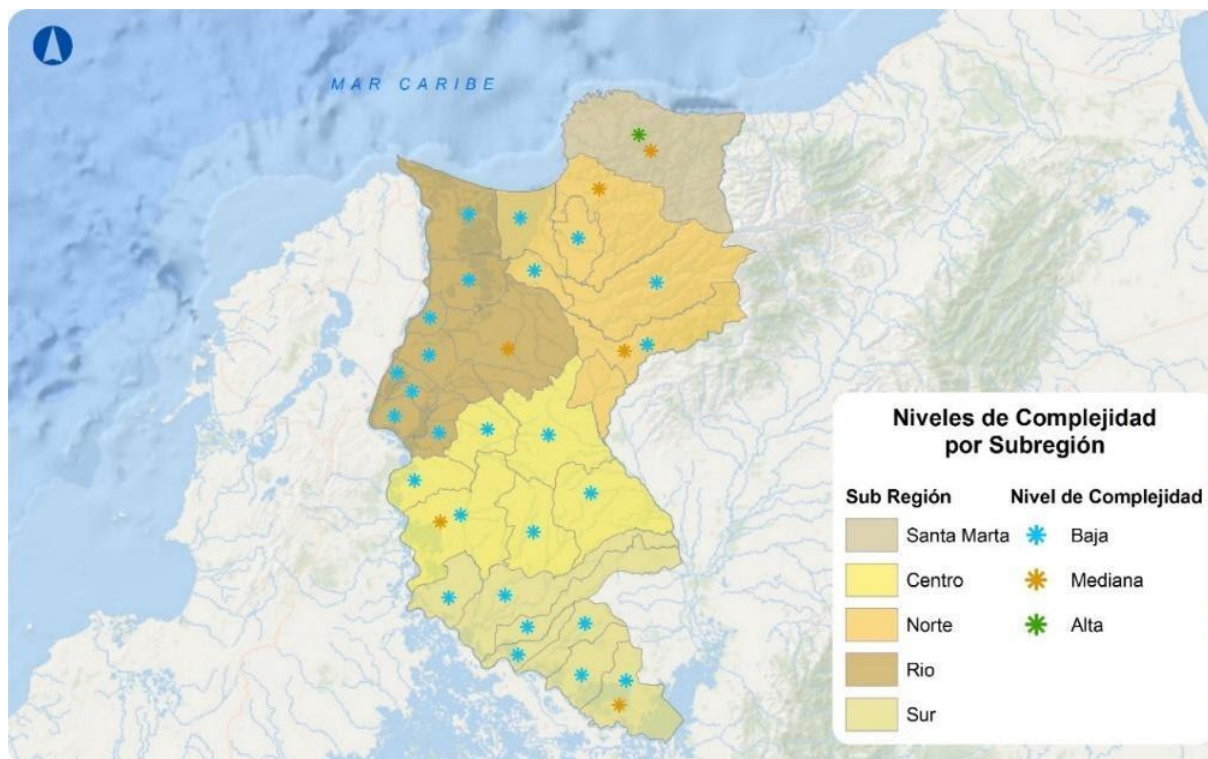 MAR CARIBE
Niveles de Complejidad
por Subregión
Sub Región
Nivel de Complejidad
Santa Marta
Baja
Centro
Mediana
Norte
Alta
Rio
Sur